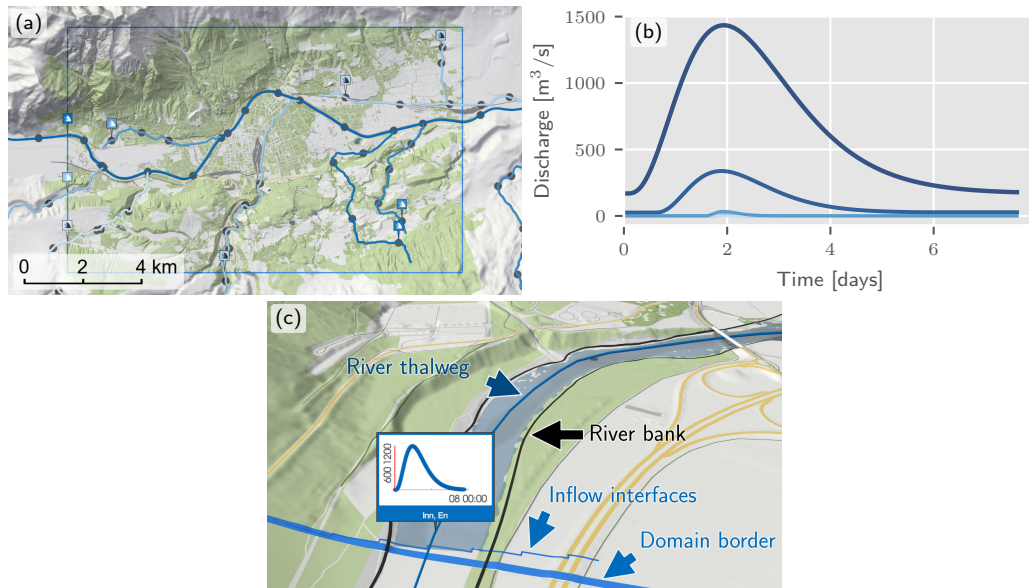 (a)
0 2 4 km
(b)
Discharge [m³/s]
1500
1000
500
0
0 2 4 6
Time [days]
(c)
River thalweg
River bank
600 1200
08 00:00
Inn, En
Inflow interfaces
Domain border